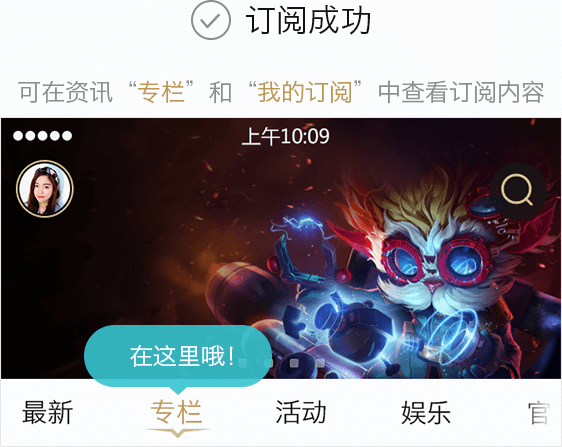 订阅成功
可在资讯“专栏”和“我的订阅”中查看订阅内容
上午10:09
在这里哦！
最新 专栏 活动 娱乐 官